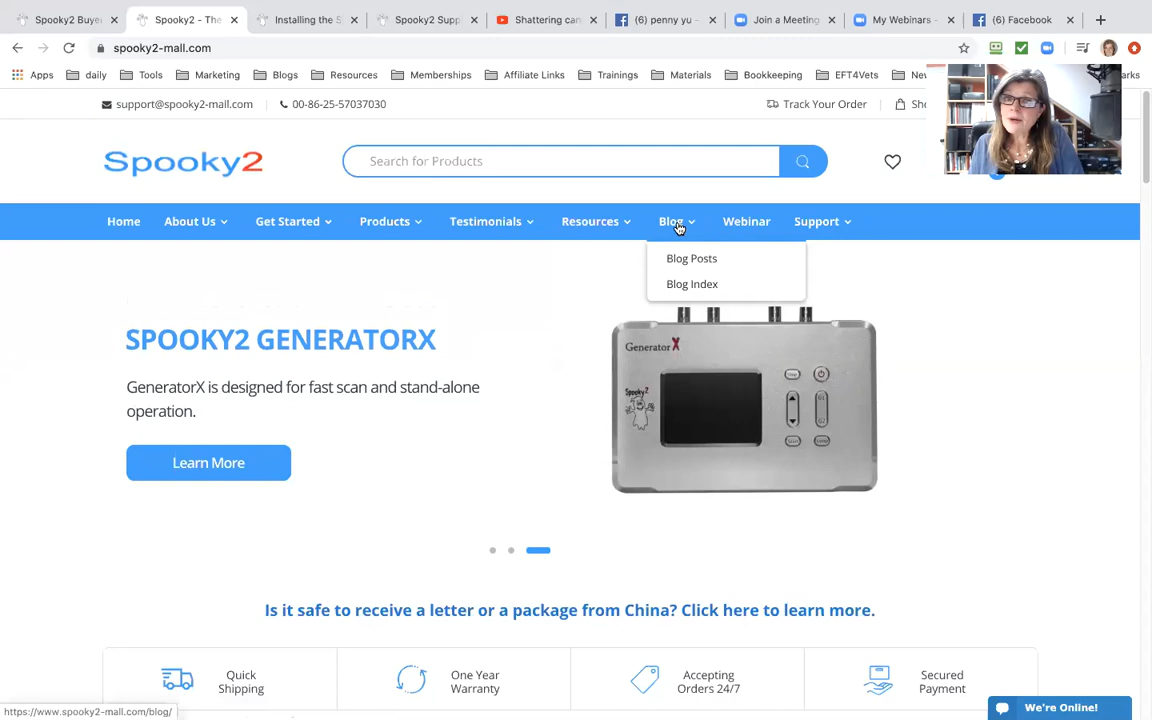 Spooky2 Buye
Spooky2 - The
Installing the S
Spooky2 Supp
Shattering can
(6) penny yu -
Join a Meeting
My Webinars -
(6) Facebook
spooky2-mall.com
Apps
daily
Tools
Marketing
Blogs
Resources
Memberships
Affiliate Links
Trainings
Materials
Bookkeeping
EFT4Vets
support@spooky2-mall.com
00-86-25-57037030
Track Your Order
Spooky2
Search for Products
Home
About Us
Get Started
Products
Testimonials
Resources
Blog
Webinar
Support
Blog Posts
Blog Index
SPOOKY2 GENERATORX
GeneratorX is designed for fast scan and stand-alone
operation.
Learn More
Generator X
Spooky2
Is it safe to receive a letter or a package from China? Click here to learn more.
Quick
Shipping
One Year
Warranty
Accepting
Orders 24/7
Secured
Payment
https://www.spooky2-mall.com/blog/
We're Online!